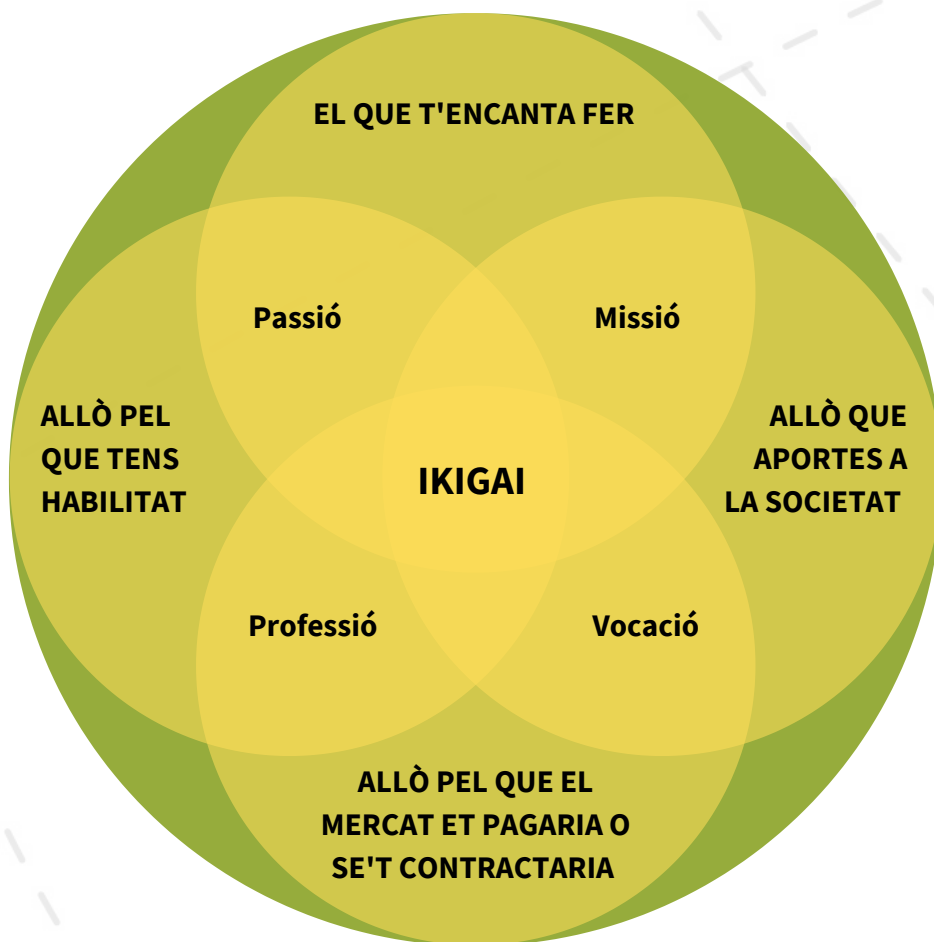 EL QUE T'ENCANTA FER
Passió
Missió
ALLÒ PEL
QUE TENS
HABILITAT
IKIGAI
ALLÒ QUE
APORTES A
LA SOCIETAT
Professió
Vocació
ALLÒ PEL QUE EL
MERCAT ET PAGARIA O
SE'T CONTRACTARIA